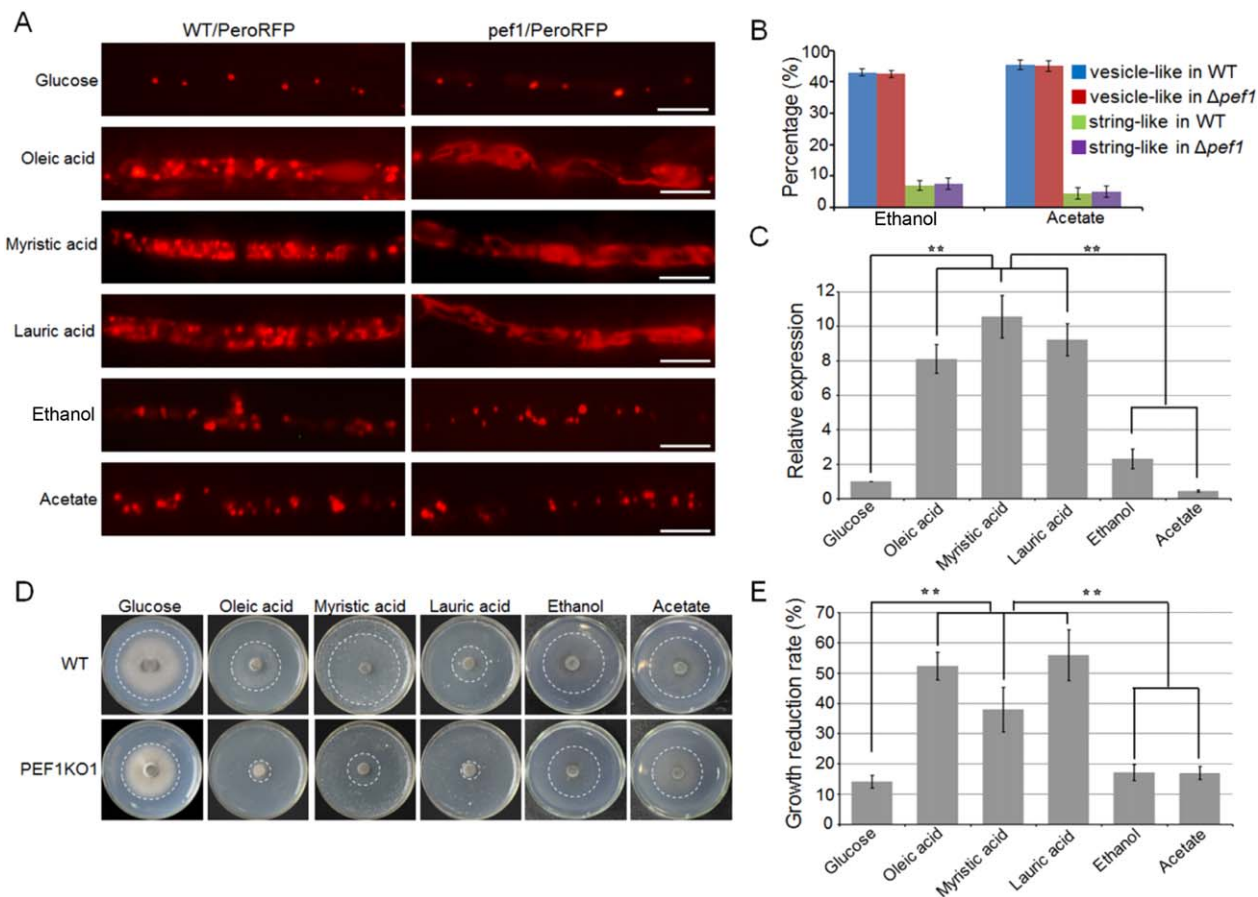 A
WT/PeroRFP
pef1/PeroRFP
Glucose
Oleic acid
Myristic acid
Lauric acid
Ethanol
Acetate
B
Percentage (%)
100
40
10
0
Ethanol
Acetate
vesicle-like in WT
vesicle-like in Δpef1
string-like in WT
string-like in Δpef1
C
**
**
Relative expression
12
10
8
6
4
2
0
Glucose
Oleic acid
Myristic acid
Lauric acid
Ethanol
Acetate
D
Glucose
Oleic acid
Myristic acid
Lauric acid
Ethanol
Acetate
WT
PEF1KO1
E
**
**
Growth reduction rate (%)
70
60
50
40
30
20
10
0
Glucose
Oleic acid
Myristic acid
Lauric acid
Ethanol
Acetate